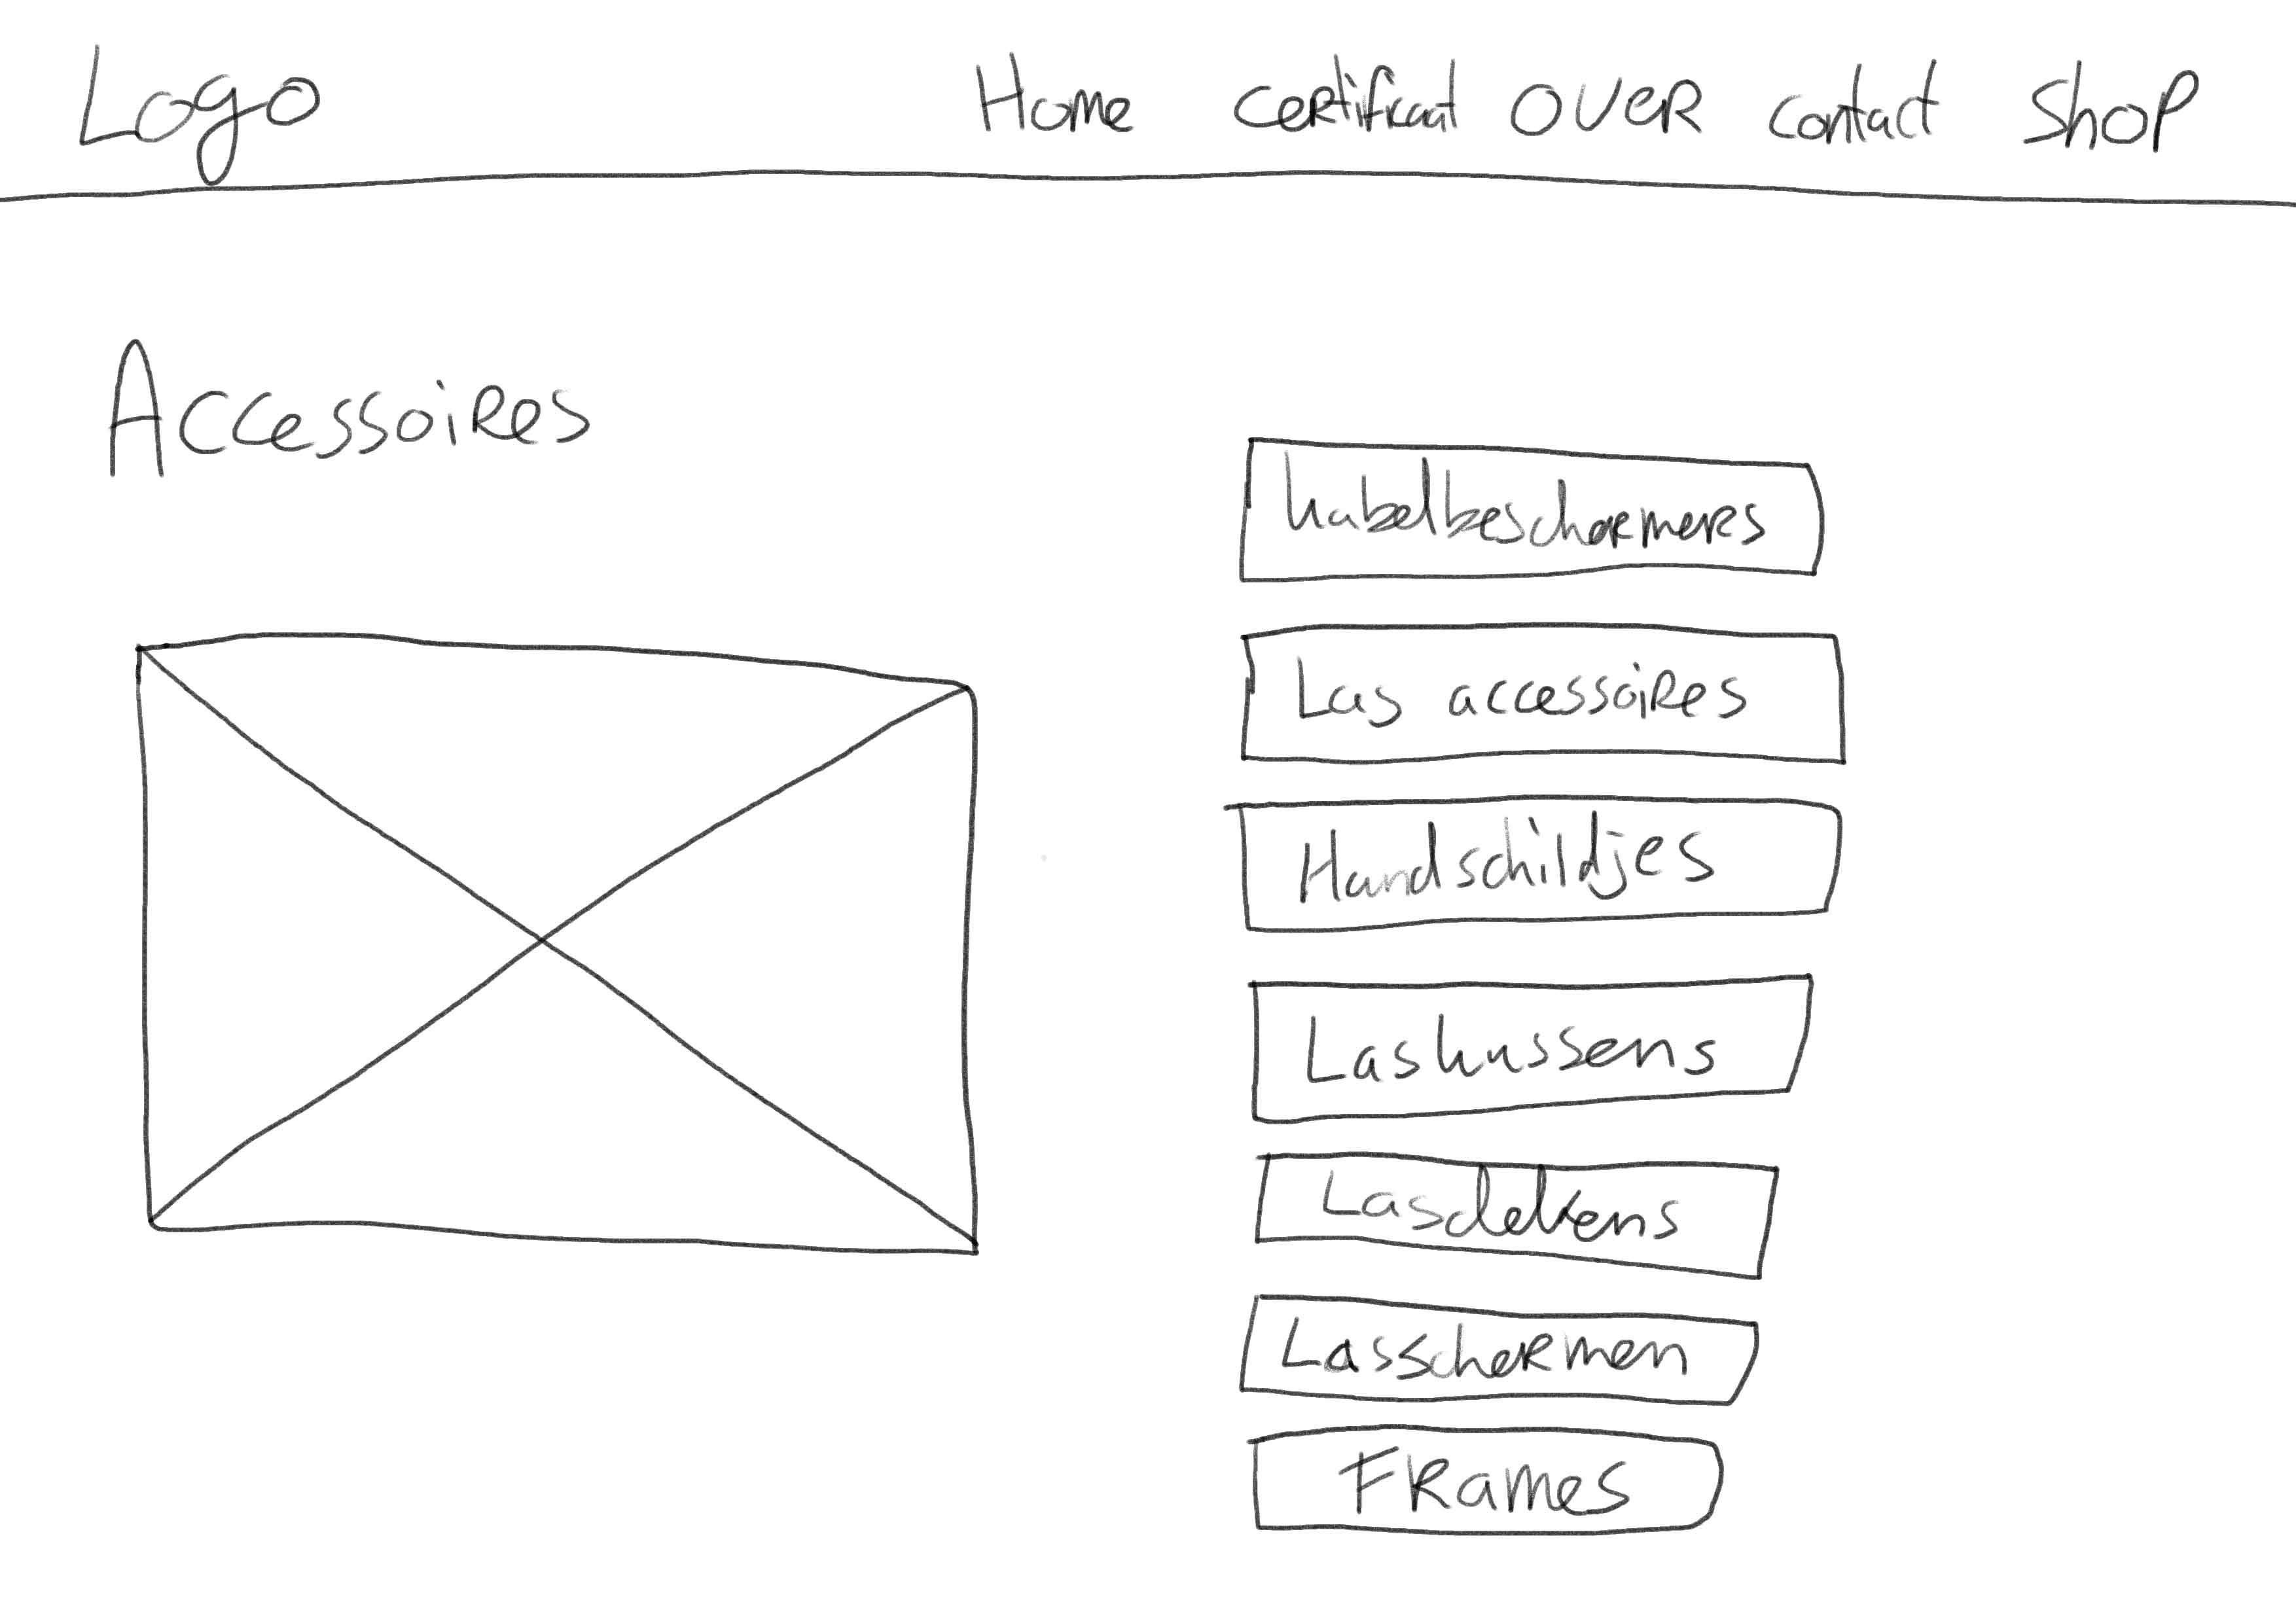 Logo
Home certificaat OVER contact Shop
Accessoires
kabelbeschermers
Las accessoires
Handschildjes
Laskussens
Lasdekens
Lasschermen
Frames